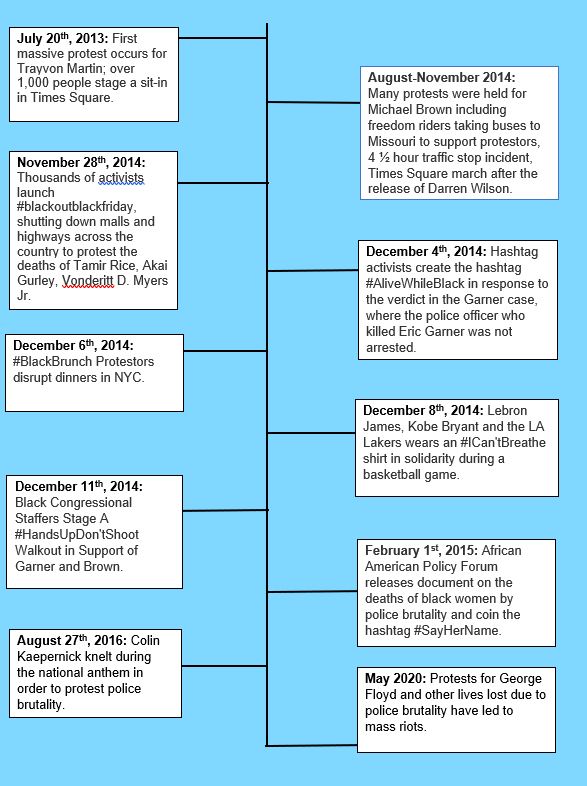 July 20th, 2013: First
massive protest occurs for
Trayvon Martin; over
1,000 people stage a sit-in
in Times Square.
August-November 2014:
Many protests were held for
Michael Brown including
freedom riders taking buses to
Missouri to support protestors,
4 ½ hour traffic stop incident,
Times Square march after the
release of Darren Wilson.
November 28th, 2014:
Thousands of activists
launch
#blackoutblackfriday,
shutting down malls and
highways across the
country to protest the
deaths of Tamir Rice, Akai
Gurley, Vonderitt D. Myers
Jr.
December 4th, 2014: Hashtag
activists create the hashtag
#AliveWhileBlack in response to
the verdict in the Garner case,
where the police officer who
killed Eric Garner was not
arrested.
December 6th, 2014:
#BlackBrunch Protestors
disrupt dinners in NYC.
December 8th, 2014: Lebron
James, Kobe Bryant and the LA
Lakers wears an #ICan'tBreathe
shirt in solidarity during a
basketball game.
December 11th, 2014:
Black Congressional
Staffers Stage A
#HandsUpDon'tShoot
Walkout in Support of
Garner and Brown.
February 1st, 2015: African
American Policy Forum
releases document on the
deaths of black women by
police brutality and coin the
hashtag #SayHerName.
August 27th, 2016: Colin
Kaepernick knelt during
the national anthem in
order to protest police
brutality.
May 2020: Protests for George
Floyd and other lives lost due to
police brutality have led to
mass riots.